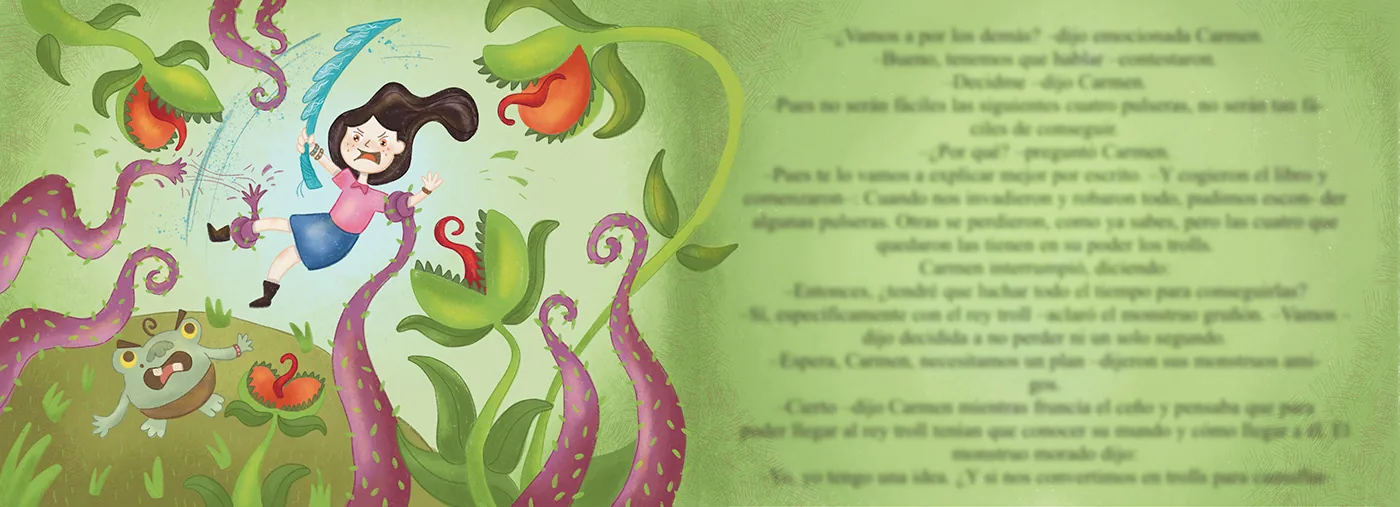 -¿Vamos a por los demás? -dijo emocionada Carmen.
-Bueno, tenemos que hablar -contestaron.
-Decidme -dijo Carmen.
-Pues no serán fáciles las siguientes cuatro pulseras, no serán tan fá-
ciles de conseguir.
-¿Por qué? -preguntó Carmen.
-Pues te lo vamos a explicar mejor por escrito. -Y cogieron el libro y
comenzaron-: Cuando nos invadieron y robaron todo, pudimos escon- der
algunas pulseras. Otras se perdieron, como ya sabes, pero las cuatro que
quedaron las tienen en su poder los trolls.
Carmen interrumpió, diciendo:
-Entonces, ¿tendré que luchar todo el tiempo para conseguirlas?
-Sí, específicamente con el rey troll -aclaró el monstruo gruñón. -Vamos -
dijo decidida a no perder ni un solo segundo.
-Espera, Carmen, necesitamos un plan -dijeron sus monstruos ami-
gos.
-Cierto -dijo Carmen mientras fruncía el ceño y pensaba que para
poder llegar al rey troll tenían que conocer su mundo y cómo llegar a él. El
monstruo morado dijo:
-Yo, yo tengo una idea. ¿Y si nos convertimos en trolls para